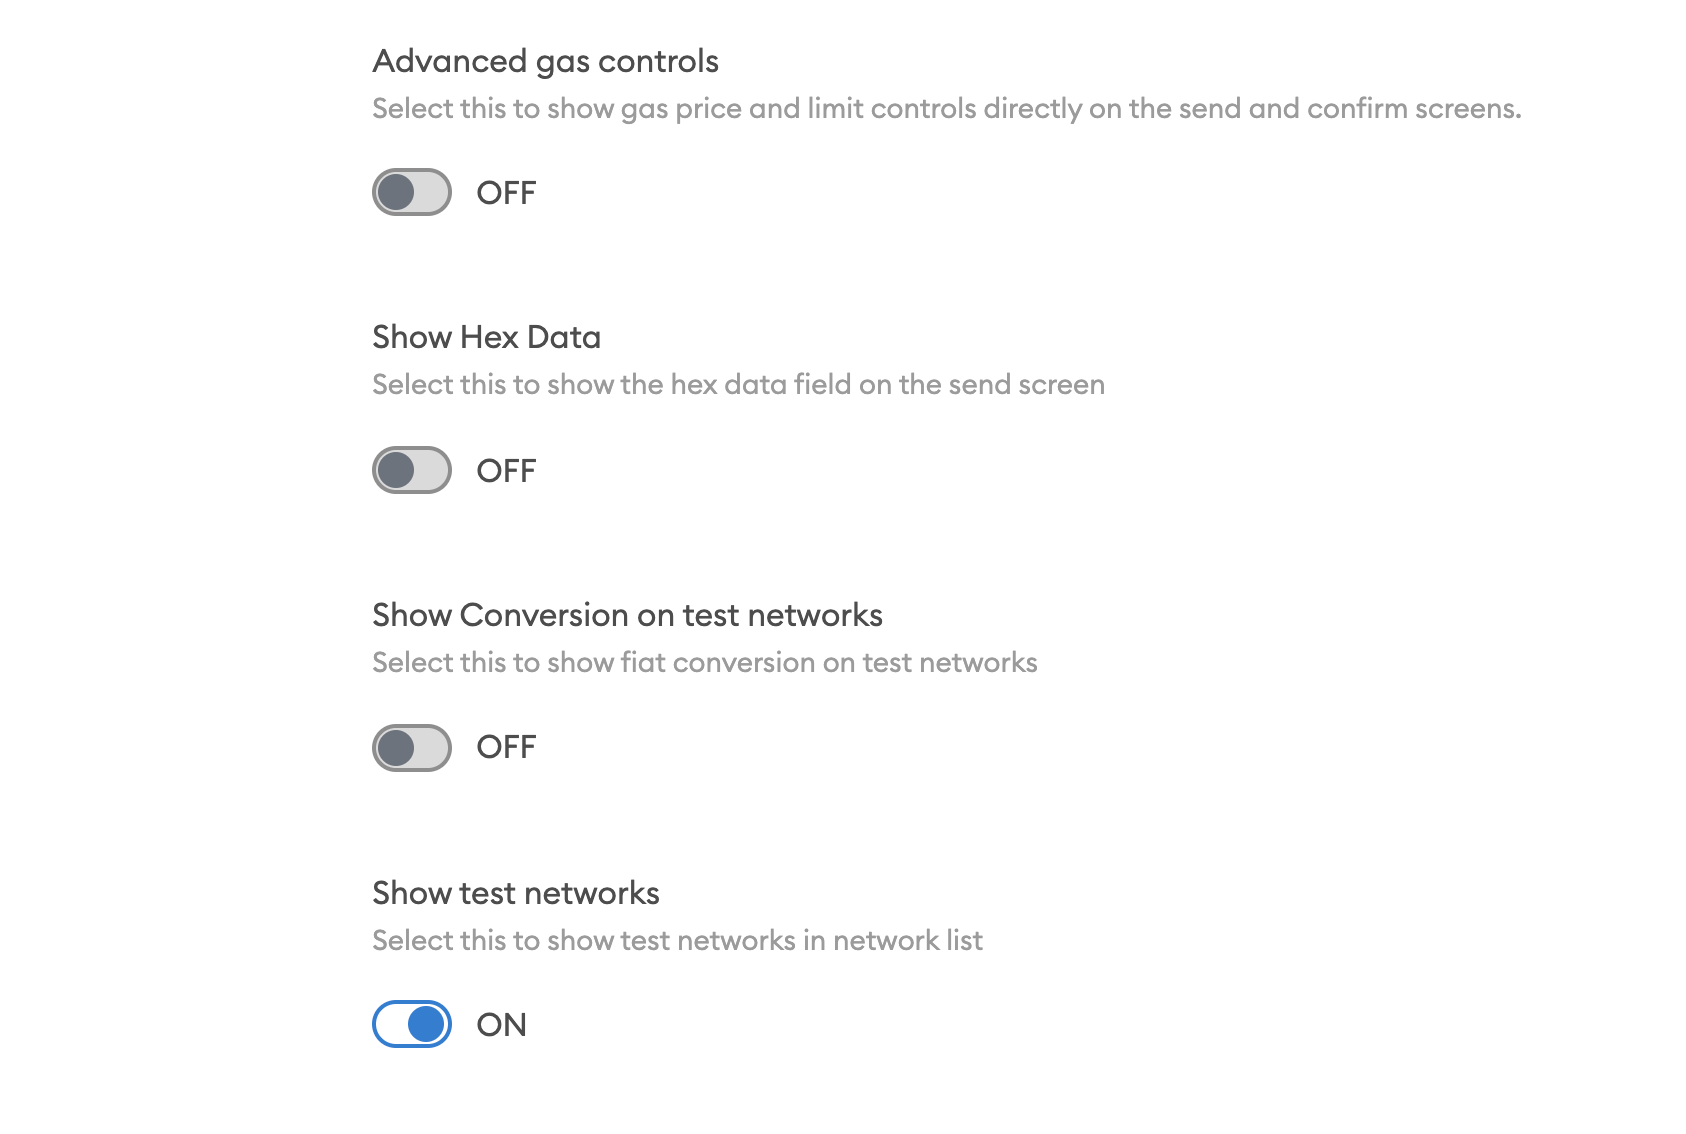 Advanced gas controls
Select this to show gas price and limit controls directly on the send and confirm screens.
OFF
Show Hex Data
Select this to show the hex data field on the send screen
OFF
Show Conversion on test networks
Select this to show fiat conversion on test networks
OFF
Show test networks
Select this to show test networks in network list
ON